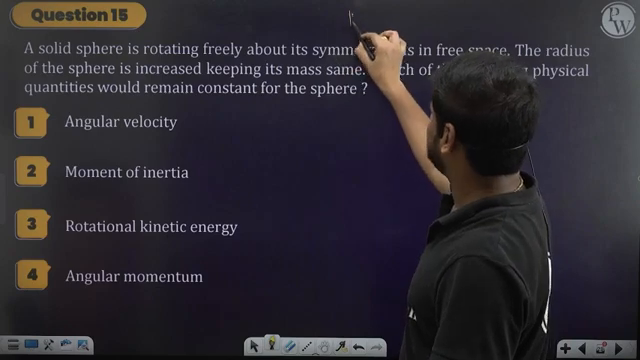 Question 15
PW
A solid sphere is rotating freely about its symm in free space. The radius
of the sphere is increased keeping its mass same. of physical
quantities would remain constant for the sphere ?
1 Angular velocity
2 Moment of inertia
3 Rotational kinetic energy
4 Angular momentum